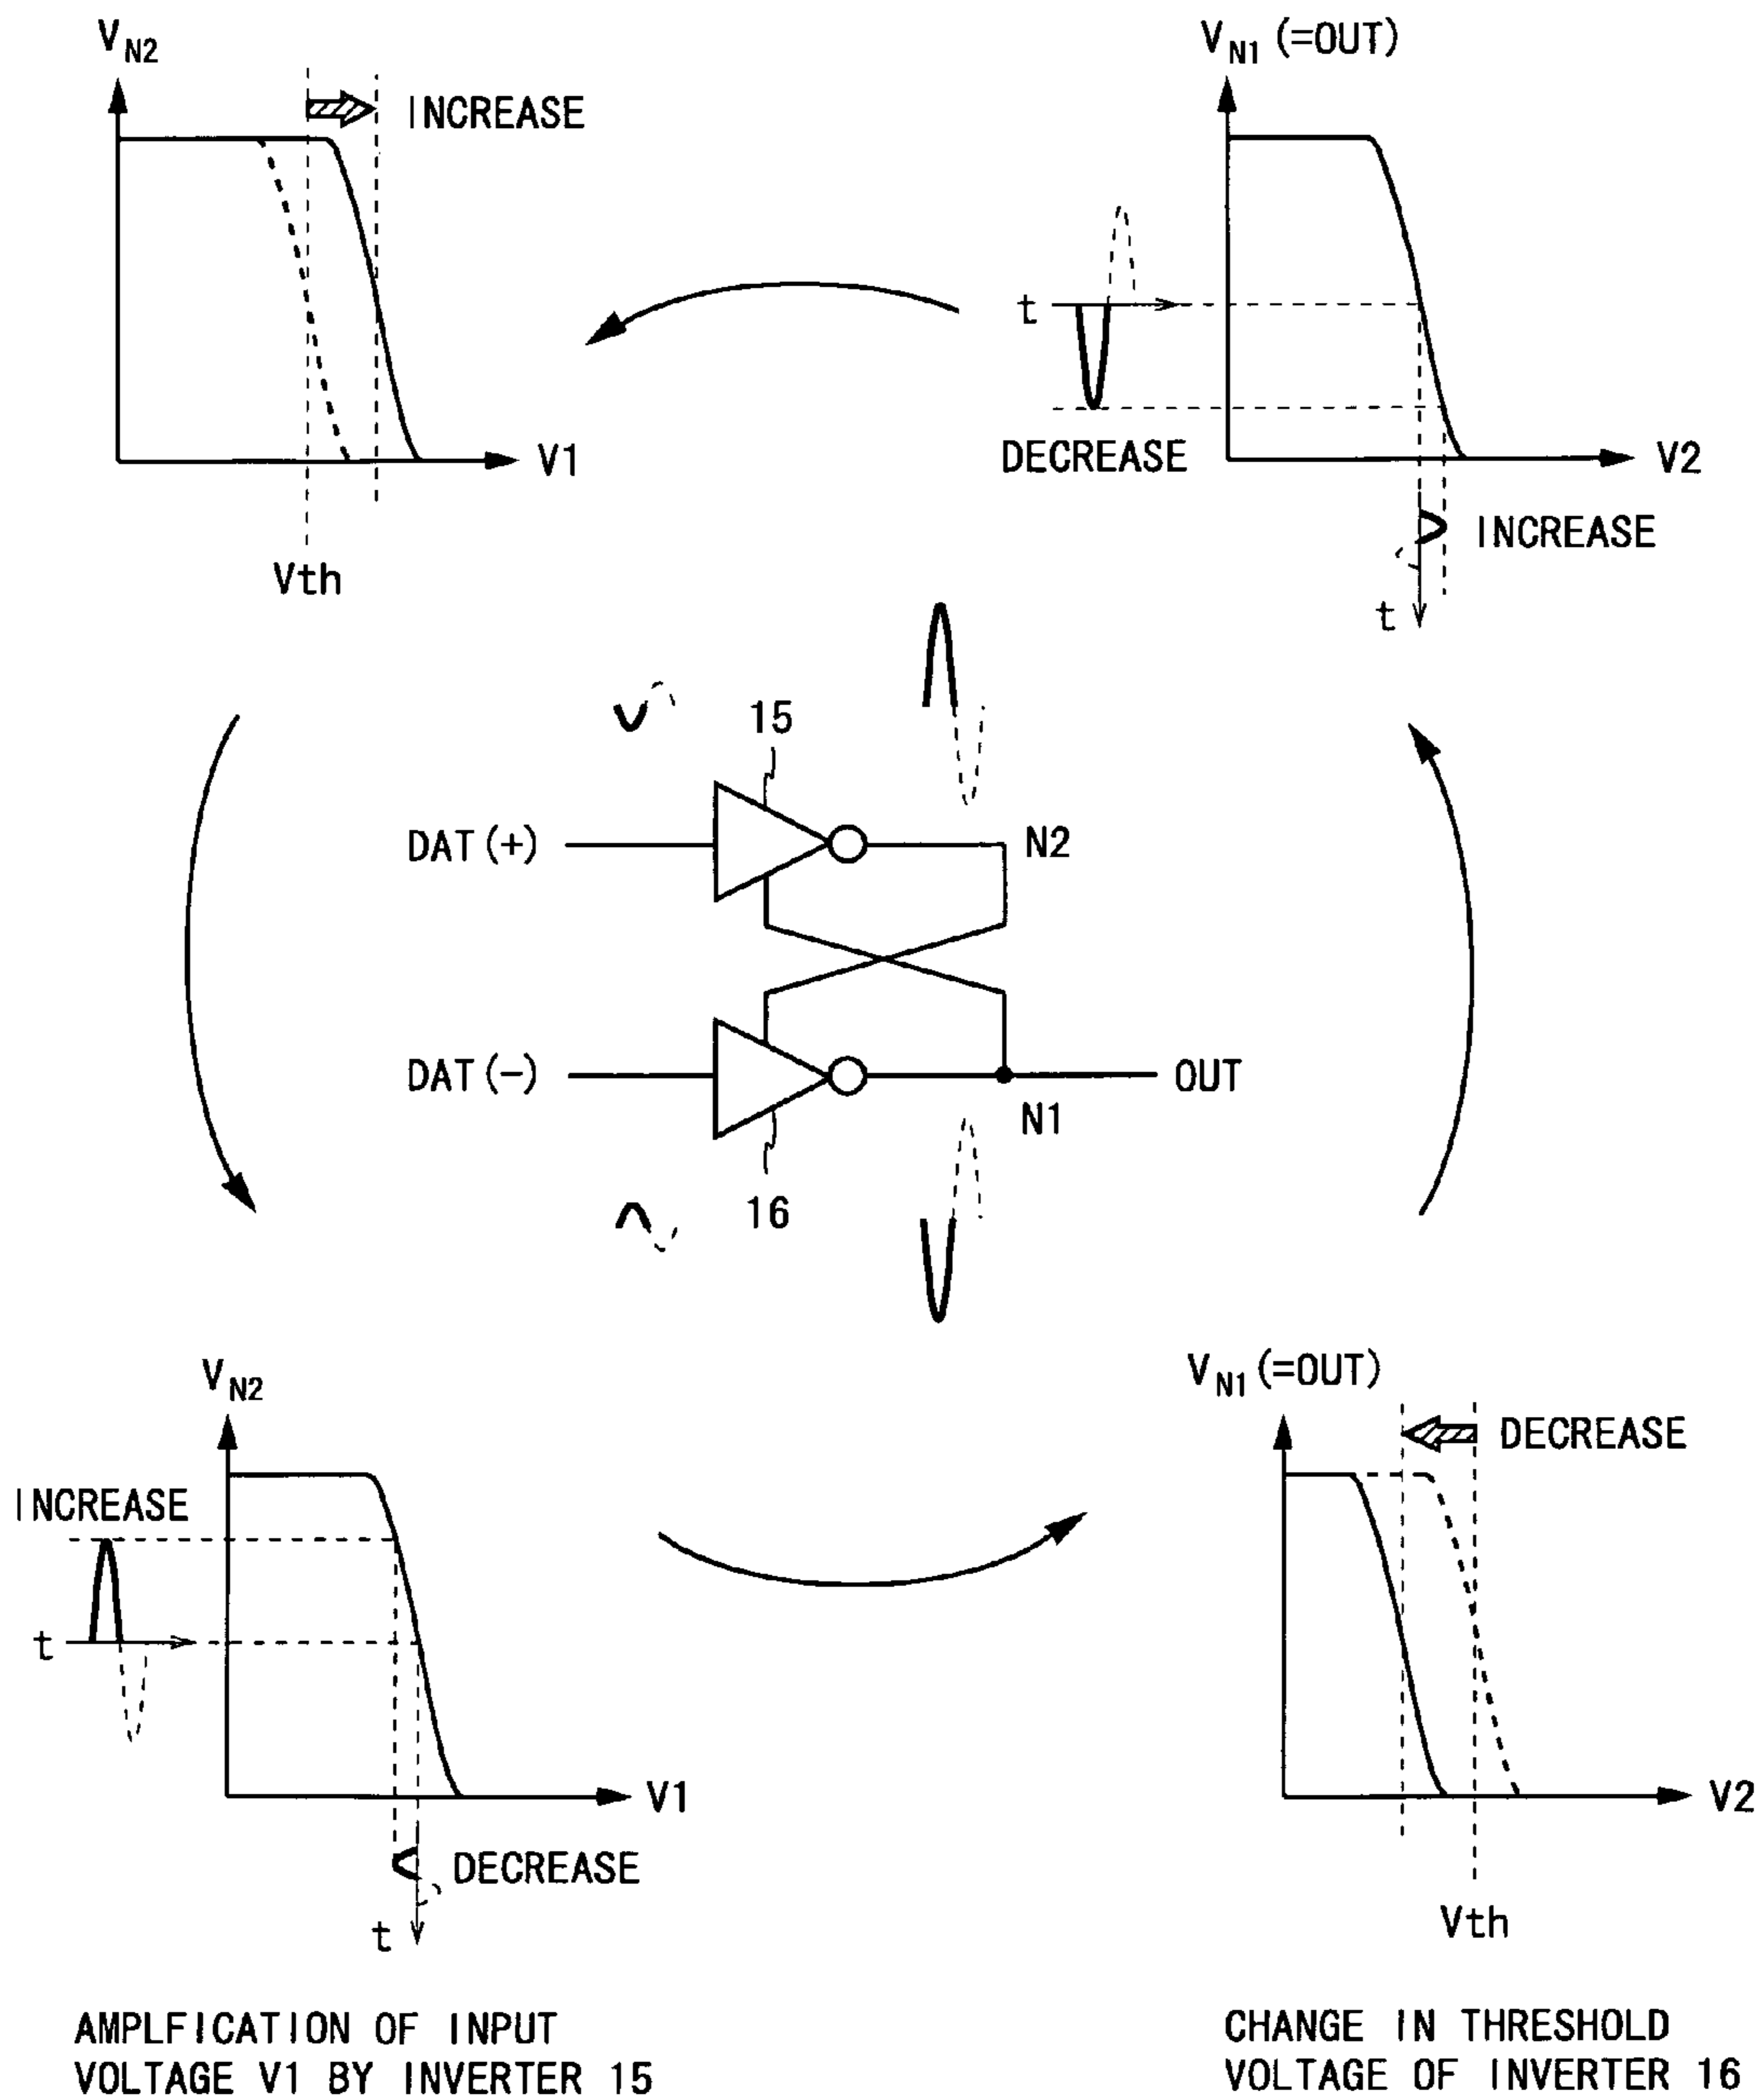 VN2
INCREASE
V1
Vth
VN1 (=OUT)
t
DECREASE
V2
INCREASE
t
15
DAT(+)
N2
DAT(-)
OUT
N1
16
VN2
INCREASE
t
V1
DECREASE
t
VN1 (=OUT)
DECREASE
V2
Vth
AMPLFICATION OF INPUT
VOLTAGE V1 BY INVERTER 15
CHANGE IN THRESHOLD
VOLTAGE OF INVERTER 16